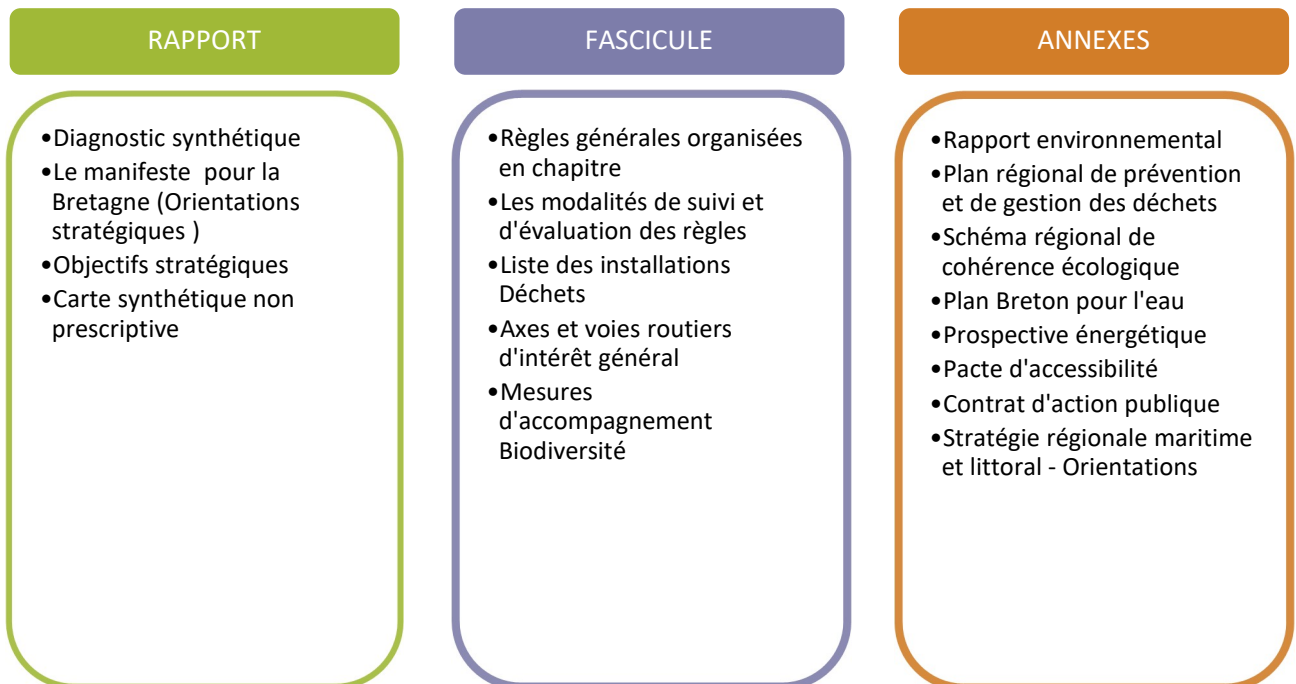 RAPPORT
•Diagnostic synthétique
•Le manifeste pour la
Bretagne (Orientations
stratégiques )
•Objectifs stratégiques
•Carte synthétique non
prescriptive
FASCICULE
•Règles générales organisées
en chapitre
•Les modalités de suivi et
d'évaluation des règles
•Liste des installations
Déchets
•Axes et voies routiers
d'intérêt général
•Mesures
d'accompagnement
Biodiversité
ANNEXES
•Rapport environnemental
•Plan régional de prévention
et de gestion des déchets
•Schéma régional de
cohérence écologique
•Plan Breton pour l'eau
•Prospective énergétique
•Pacte d'accessibilité
•Contrat d'action publique
•Stratégie régionale maritime
et littoral - Orientations